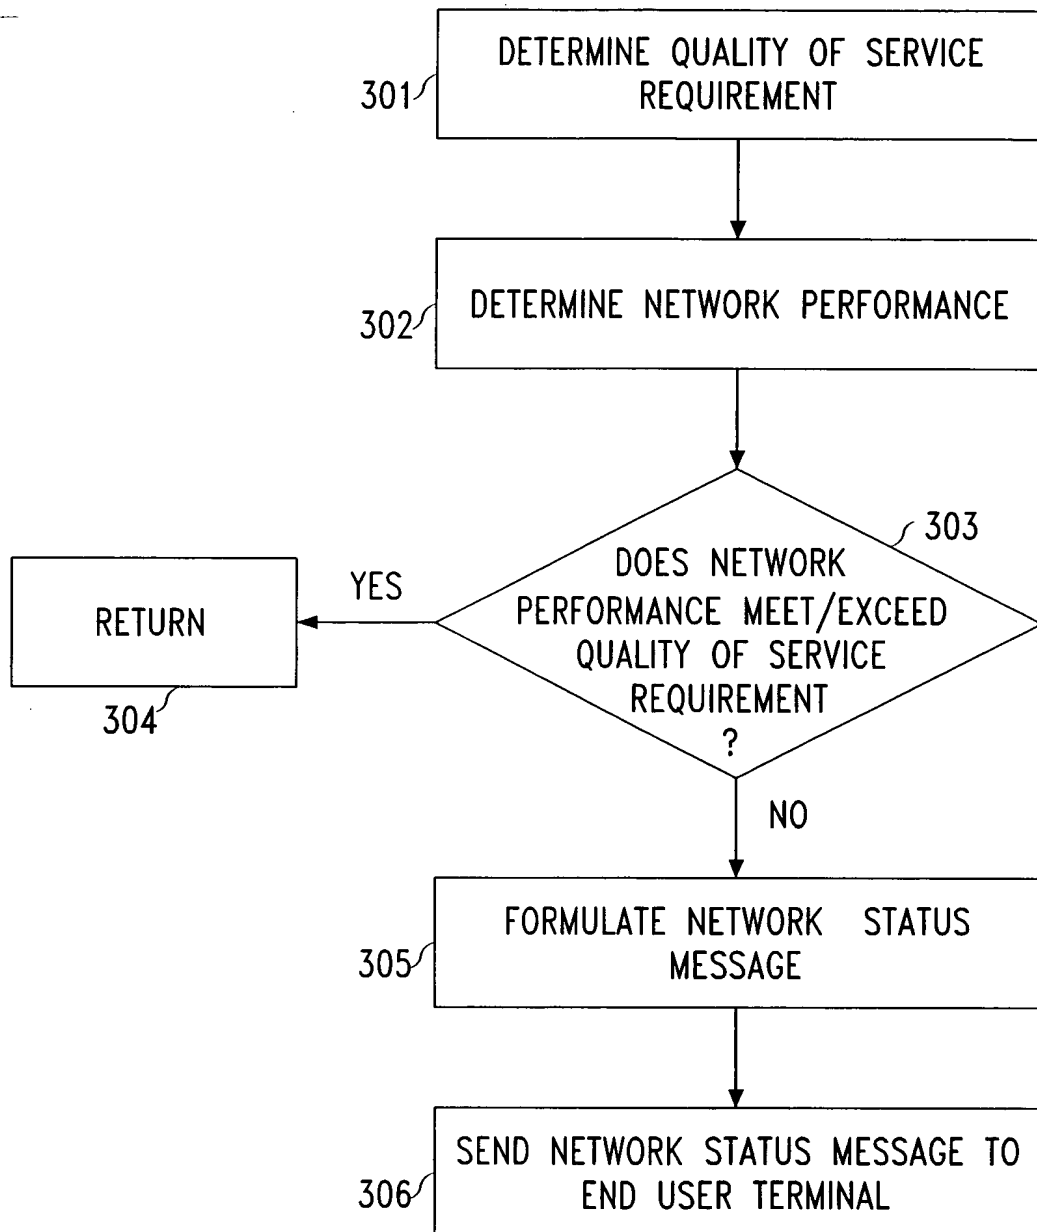 DETERMINE QUALITY OF SERVICE
REQUIREMENT
301
DETERMINE NETWORK PERFORMANCE
302
303
DOES NETWORK
PERFORMANCE MEET/EXCEED
QUALITY OF SERVICE
REQUIREMENT
?
YES
RETURN
304
NO
FORMULATE NETWORK STATUS
MESSAGE
305
SEND NETWORK STATUS MESSAGE TO
END USER TERMINAL
306